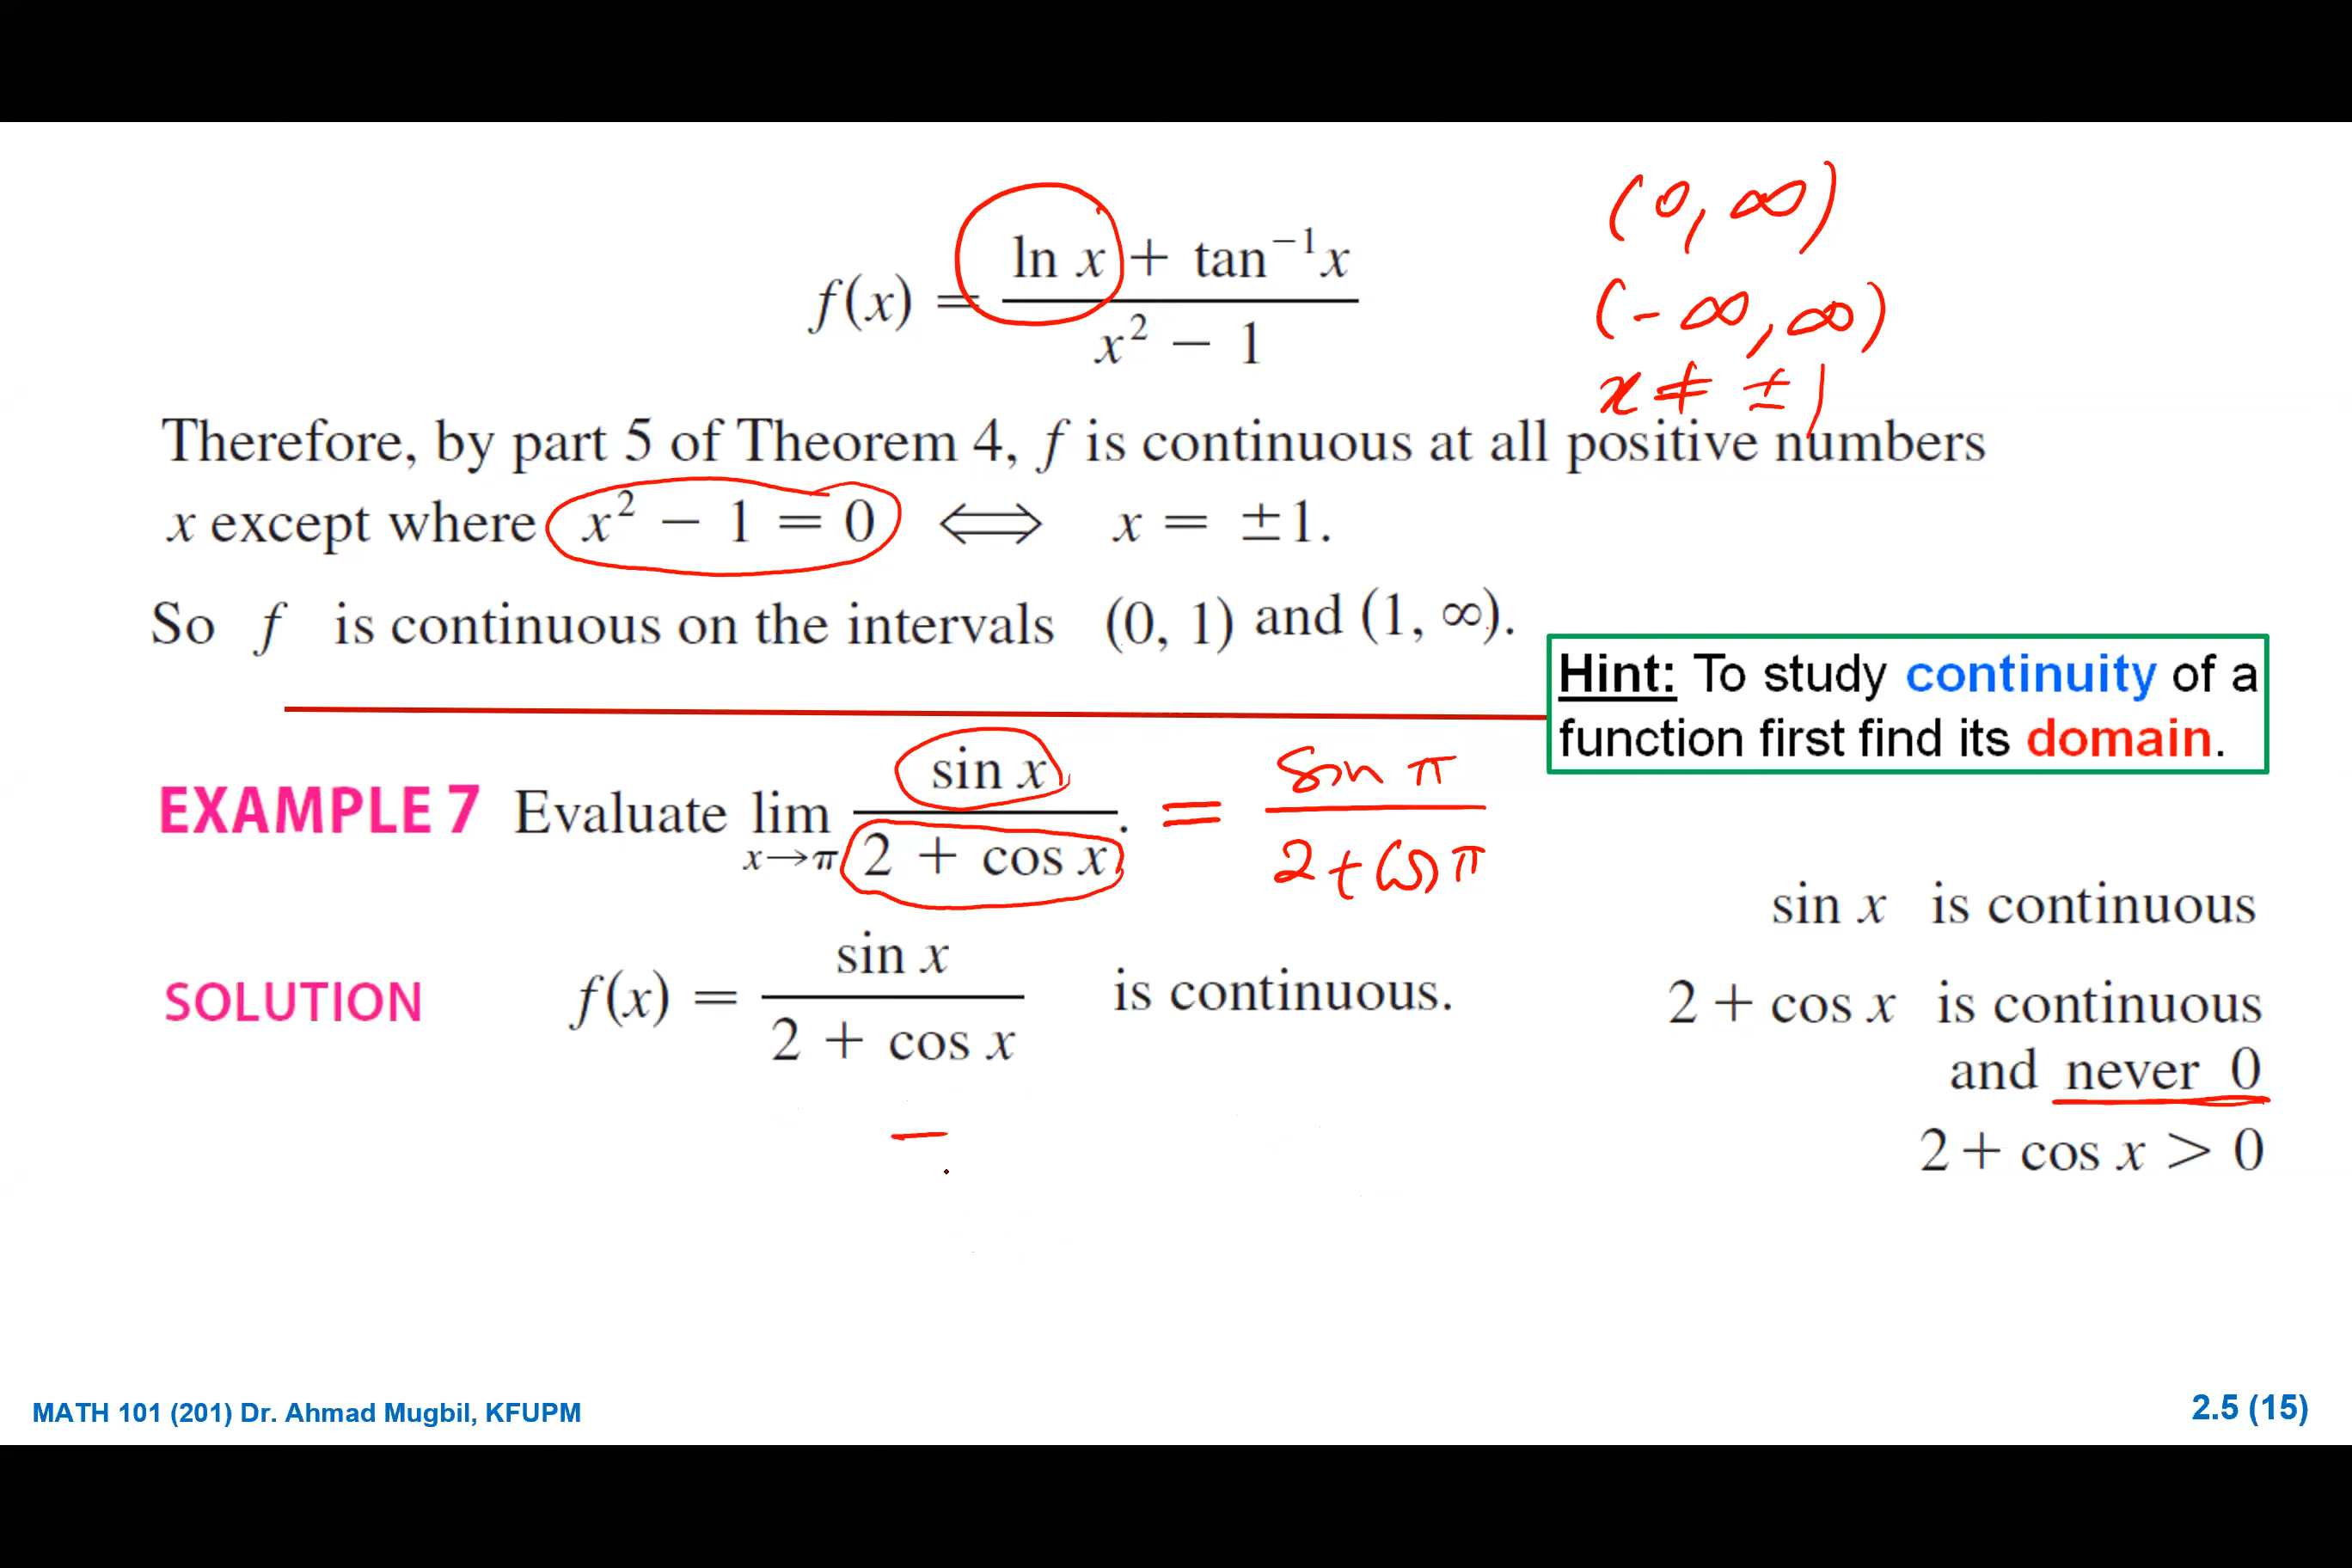 f(x) = (ln x + tan⁻¹x) / (x² − 1)
(0, ∞)
(-∞, ∞)
x ≠ ±1
Therefore, by part 5 of Theorem 4, f is continuous at all positive numbers
x except where x² − 1 = 0 ⟺ x = ±1.
So f is continuous on the intervals (0, 1) and (1, ∞).
Hint: To study continuity of a
function first find its domain.
EXAMPLE 7 Evaluate lim x→π sin x / (2 + cos x). = sin π / (2 + cos π)
SOLUTION f(x) = sin x / (2 + cos x) is continuous.
sin x is continuous
2 + cos x is continuous
and never 0
2 + cos x > 0
MATH 101 (201) Dr. Ahmad Mugbil, KFUPM
2.5 (15)